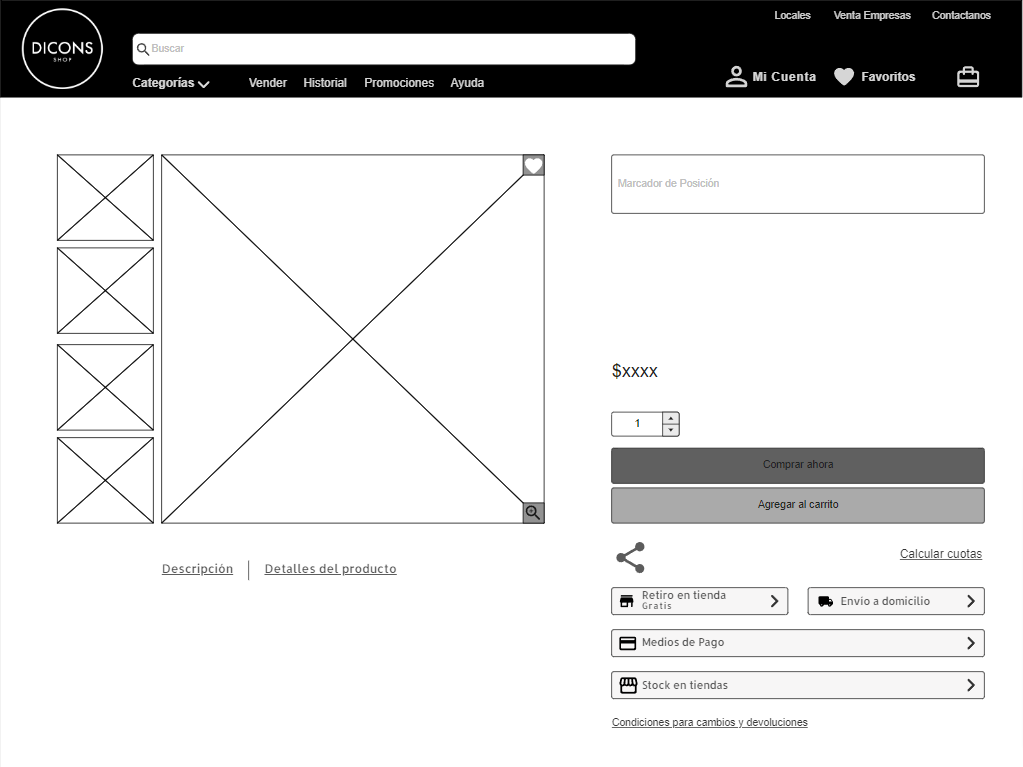 Locales Venta Empresas Contactanos
DICONS
SHOP
Buscar
Categorías Vender Historial Promociones Ayuda
Mi Cuenta Favoritos
Marcador de Posición
$xxxx
1
Comprar ahora
Agregar al carrito
Descripción Detalles del producto
Calcular cuotas
Retiro en tienda
Gratis
Envio a domicilio
Medios de Pago
Stock en tiendas
Condiciones para cambios y devoluciones